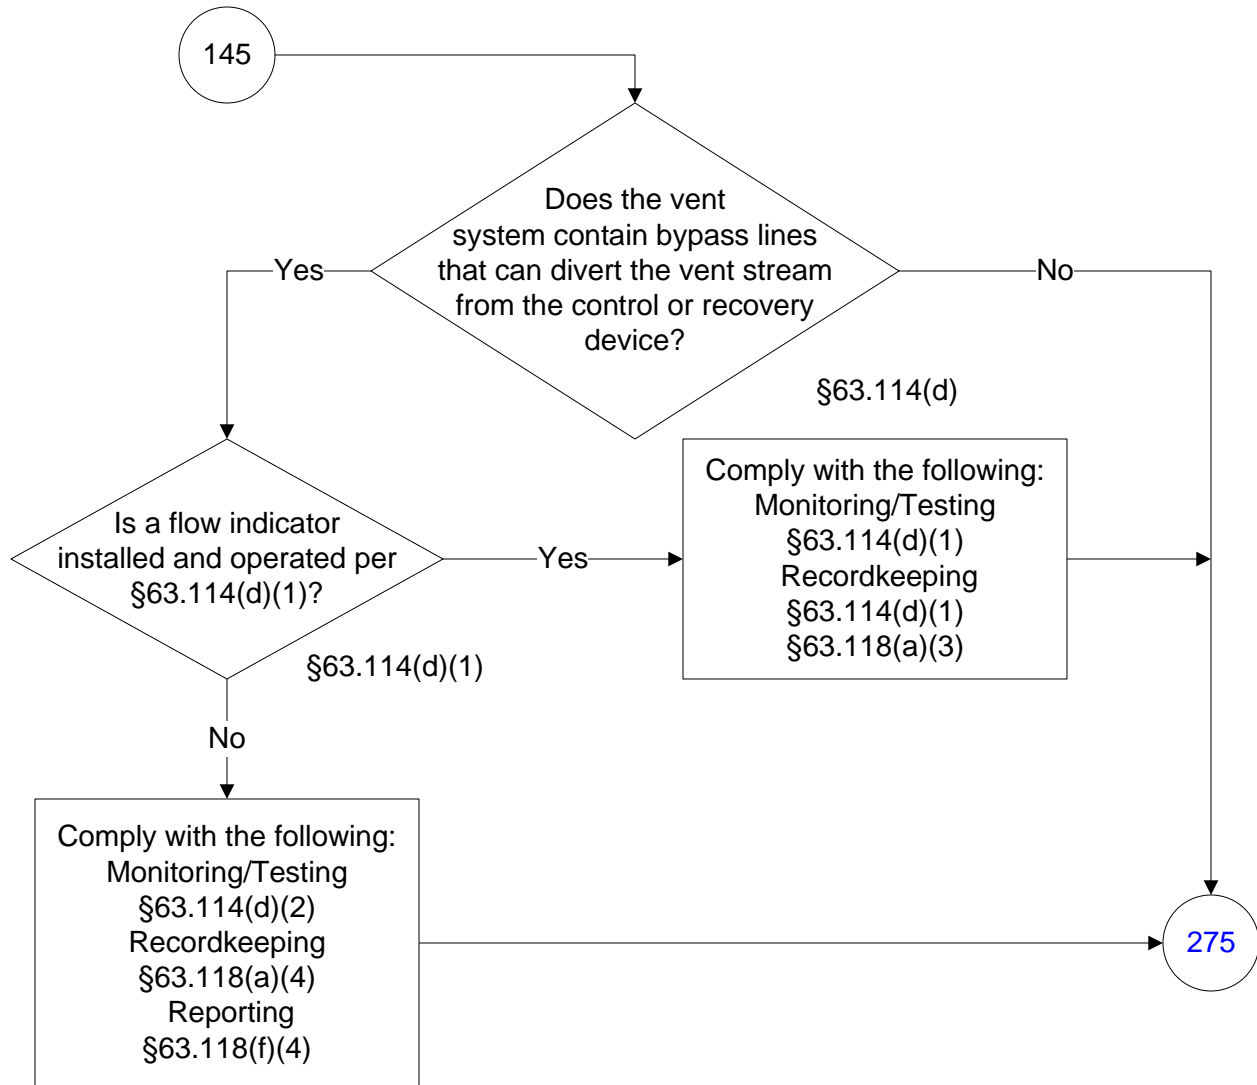 145
Does the vent
system contain bypass lines
that can divert the vent stream
from the control or recovery
device?
Yes
No
§63.114(d)
Is a flow indicator
installed and operated per
§63.114(d)(1)?
Yes
§63.114(d)(1)
No
Comply with the following:
Monitoring/Testing
§63.114(d)(1)
Recordkeeping
§63.114(d)(1)
§63.118(a)(3)
Comply with the following:
Monitoring/Testing
§63.114(d)(2)
Recordkeeping
§63.118(a)(4)
Reporting
§63.118(f)(4)
275